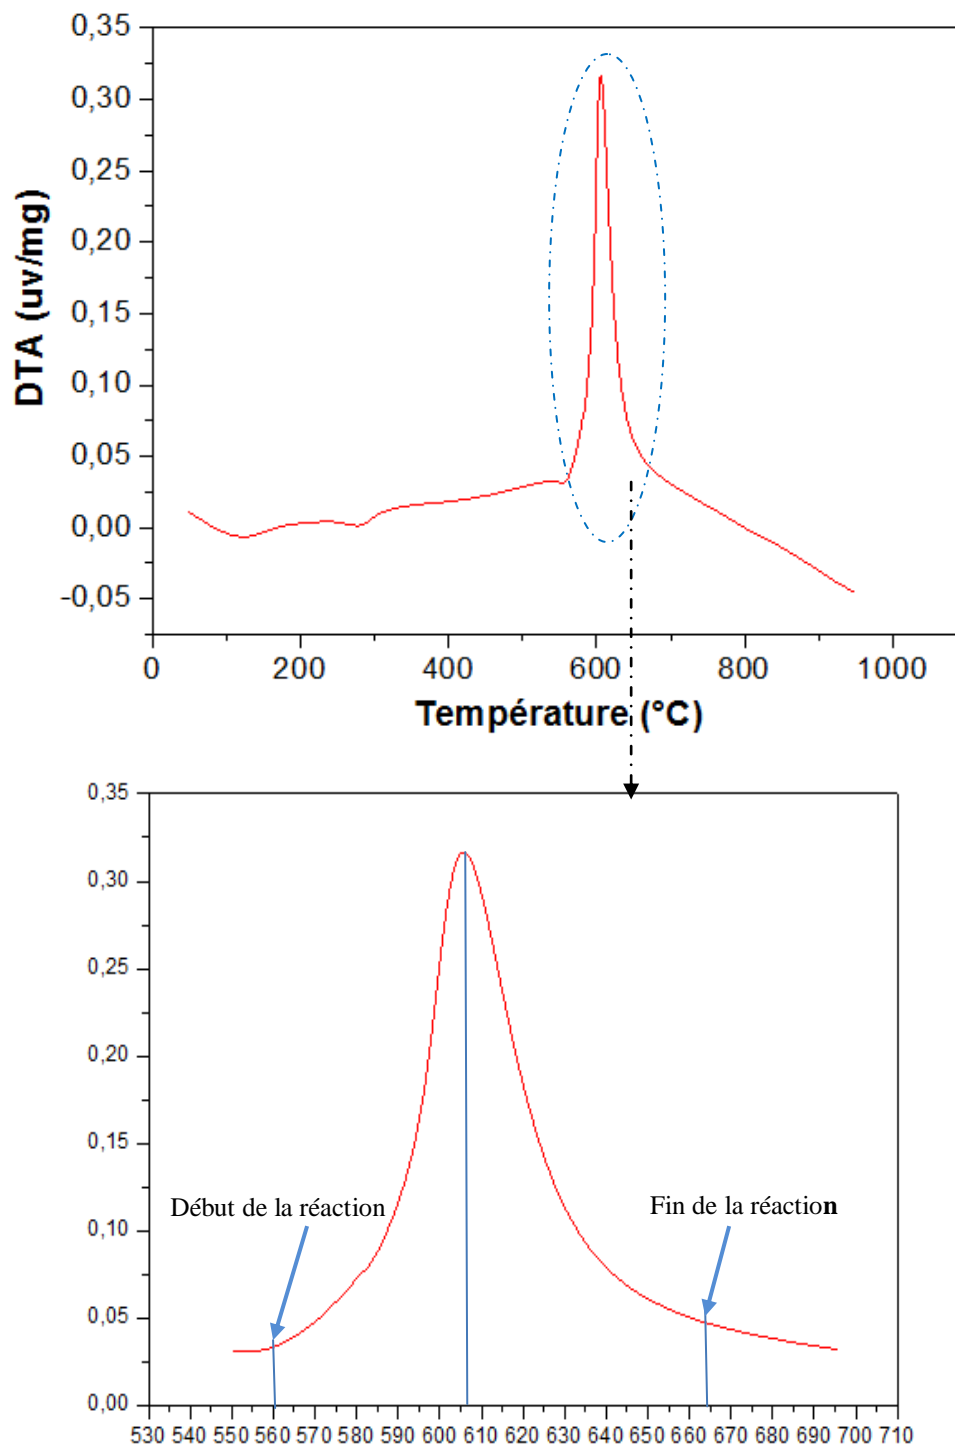 0,35
0,30
0,25
0,20
0,15
0,10
0,05
0,00
-0,05
DTA (uv/mg)
0 200 400 600 800 1000
Température (°C)
0,35
0,30
0,25
0,20
0,15
0,10
0,05
0,00
Début de la réaction
Fin de la réaction
530 540 550 560 570 580 590 600 610 620 630 640 650 660 670 680 690 700 710